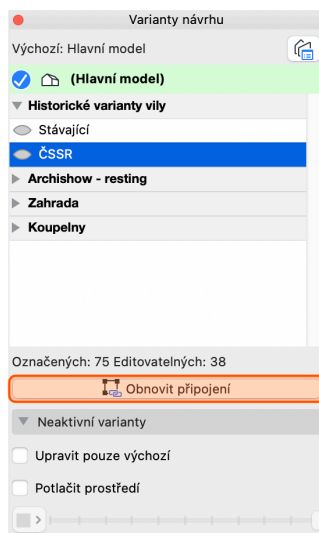 Varianty návrhu
Výchozí: Hlavní model
(Hlavní model)
Historické varianty vily
Stávající
ČSSR
Archishow - resting
Zahrada
Koupelny
Označených: 75 Editovatelných: 38
Obnovit připojení
Neaktivní varianty
Upravit pouze výchozí
Potlačit prostředí